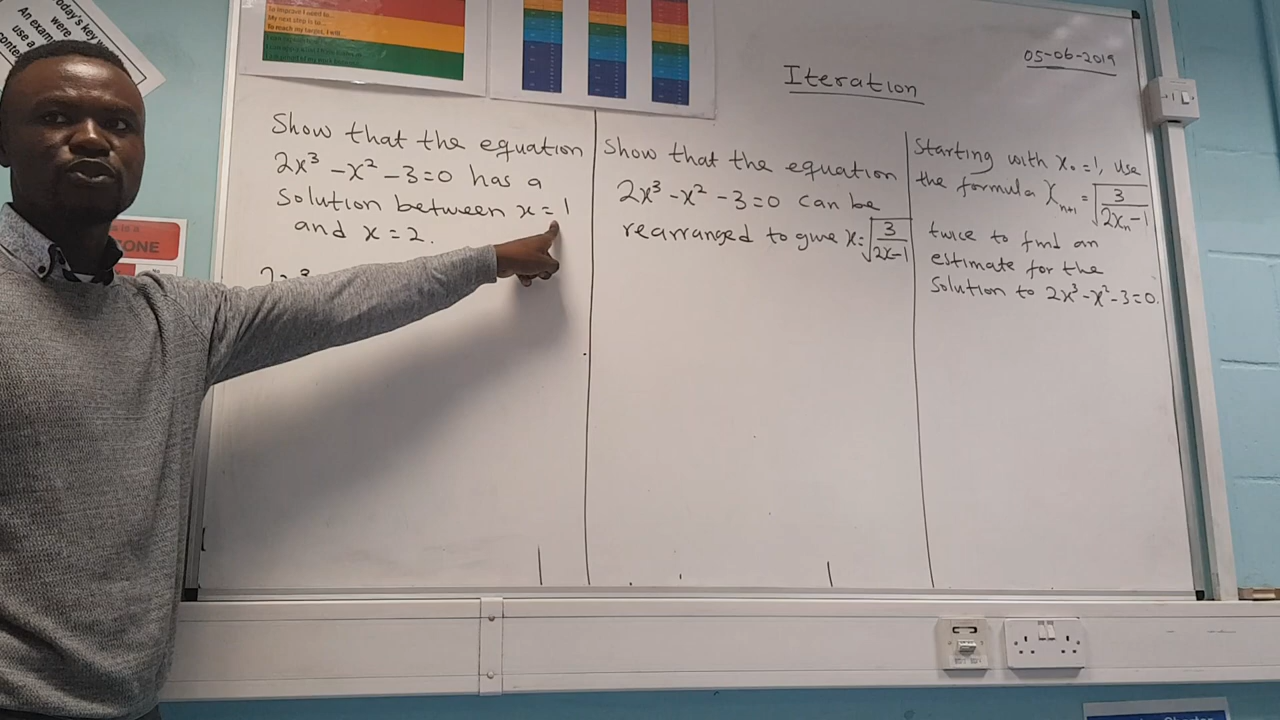 Today's key
were
An exam
use a
conte
To improve I need to...
My next step is to...
To reach my target, I will...
05-06-2019
Iteration
Show that the equation
2x³ -x² -3=0 has a
Solution between x=1
and x=2.
2x³
Show that the equation
2x³ -x² -3=0 can be
rearranged to give x=√3/(2x-1)
Starting with x₀=1, use
the formula xₙ₊₁=√3/(2xₙ-1)
twice to find an
estimate for the
Solution to 2x³-x²-3=0.
ONE